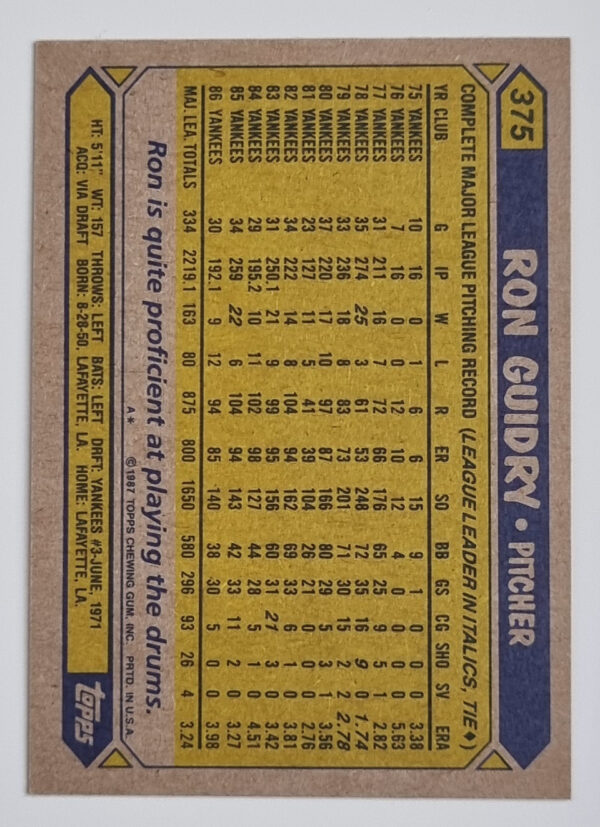 375
RON GUIDRY • PITCHER
COMPLETE MAJOR LEAGUE PITCHING RECORD (LEAGUE LEADER IN ITALICS, TIE♦)
YR CLUB G IP W L R ER SO BB GS CG SHO SV ERA
75 YANKEES 10 16 0 1 6 6 15 9 1 0 0 0 3.38
76 YANKEES 7 16 0 0 12 10 12 4 0 0 0 0 5.63
77 YANKEES 31 211 16 7 72 66 176 65 25 9 5 1 2.82
78 YANKEES 35 274 25 3 61 53 248 72 35 16 9 0 1.74
79 YANKEES 33 236 18 8 83 73 201 71 30 15 2 2 2.78
80 YANKEES 37 220 17 10 97 87 166 80 29 5 3 1 3.56
81 YANKEES 23 127 11 5 41 39 104 26 21 0 0 0 2.76
82 YANKEES 34 222 14 8 104 94 162 69 33 6 1 0 3.81
83 YANKEES 31 250.1 21 9 99 95 156 60 31 21 3 0 3.42
84 YANKEES 29 195.2 10 11 102 98 127 44 28 5 1 0 4.51
85 YANKEES 34 259 22 6 104 94 143 42 33 11 2 0 3.27
86 YANKEES 30 192.1 9 12 94 85 140 38 30 5 0 0 3.98
MAJ. LEA. TOTALS 334 2219.1 163 80 875 800 1650 580 296 93 26 4 3.24
Ron is quite proficient at playing the drums.
A* ©1987 TOPPS CHEWING GUM, INC. PRTD. IN U.S.A.
HT: 5'11" WT: 157 THROWS: LEFT BATS: LEFT DRFT: YANKEES #3-JUNE, 1971
ACQ: VIA DRAFT BORN: 8-28-50, LAFAYETTE, LA. HOME: LAFAYETTE, LA.
topps